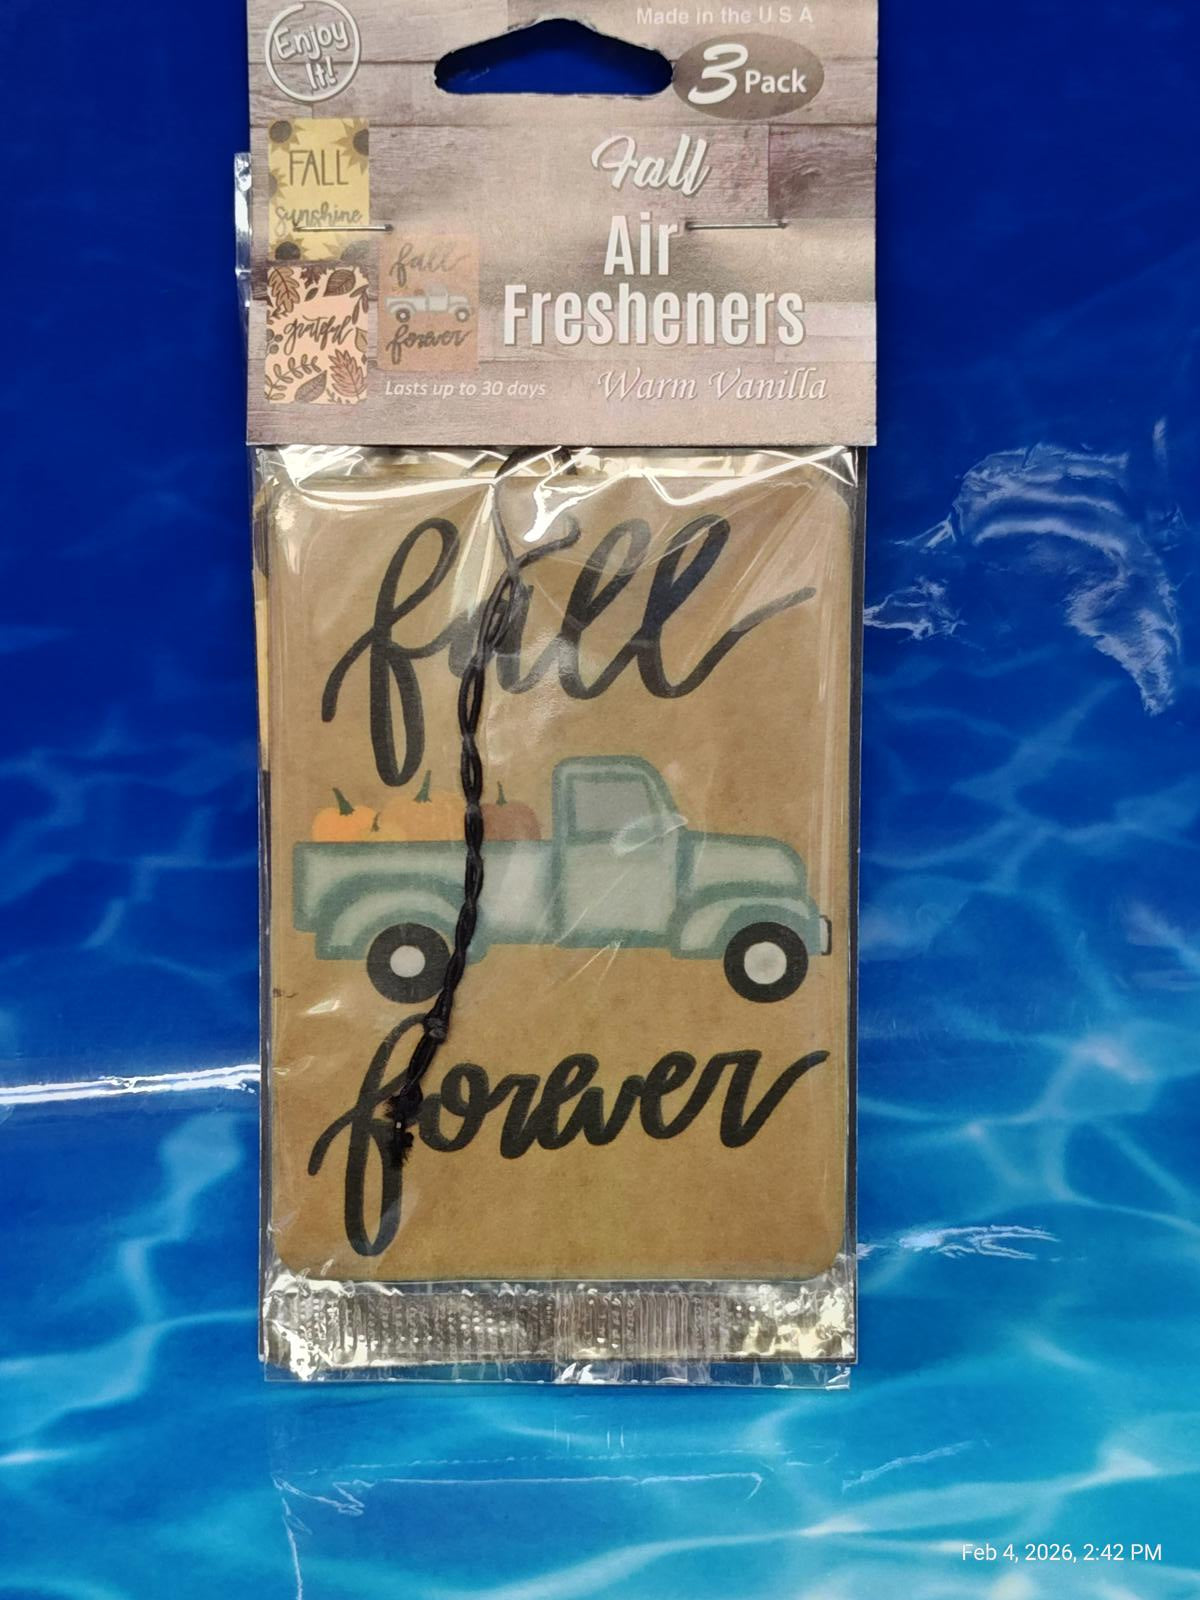 Made in the U S A
Enjoy
It!
3 Pack
Fall
Air
Fresheners
Warm Vanilla
FALL
sunshine
fall
forever
grateful
Lasts up to 30 days
fall
forever
Feb 4, 2026, 2:42 PM